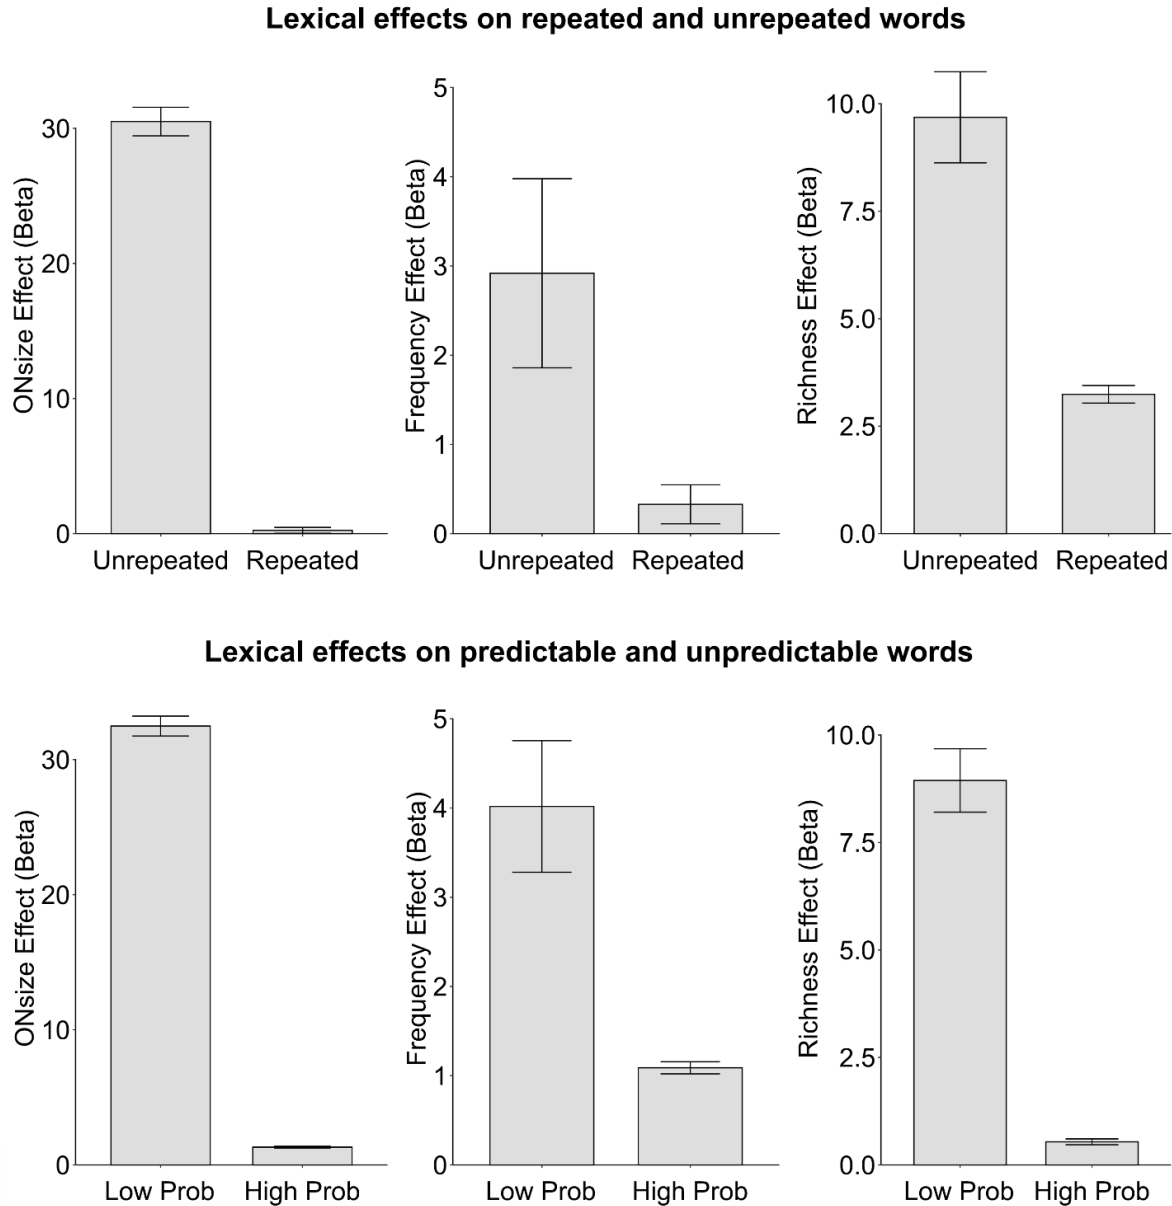 Lexical effects on repeated and unrepeated words
ONsize Effect (Beta)
30
20
10
0
Unrepeated Repeated
Frequency Effect (Beta)
5
4
3
2
1
0
Unrepeated Repeated
Richness Effect (Beta)
10.0
7.5
5.0
2.5
0.0
Unrepeated Repeated
Lexical effects on predictable and unpredictable words
ONsize Effect (Beta)
30
20
10
0
Low Prob High Prob
Frequency Effect (Beta)
5
4
3
2
1
0
Low Prob High Prob
Richness Effect (Beta)
10.0
7.5
5.0
2.5
0.0
Low Prob High Prob